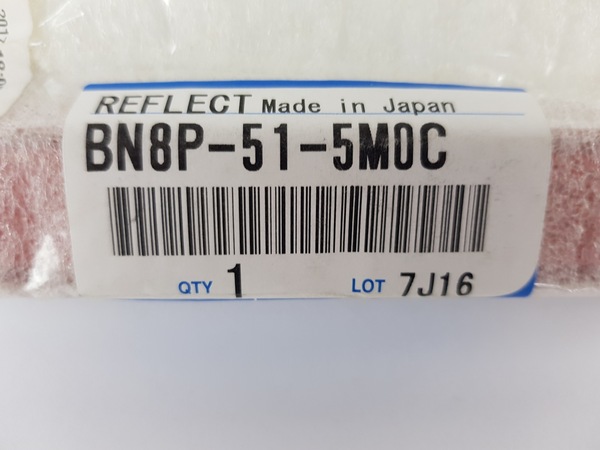 REFLECT Made in Japan
BN8P-51-5M0C
QTY 1 LOT 7J16